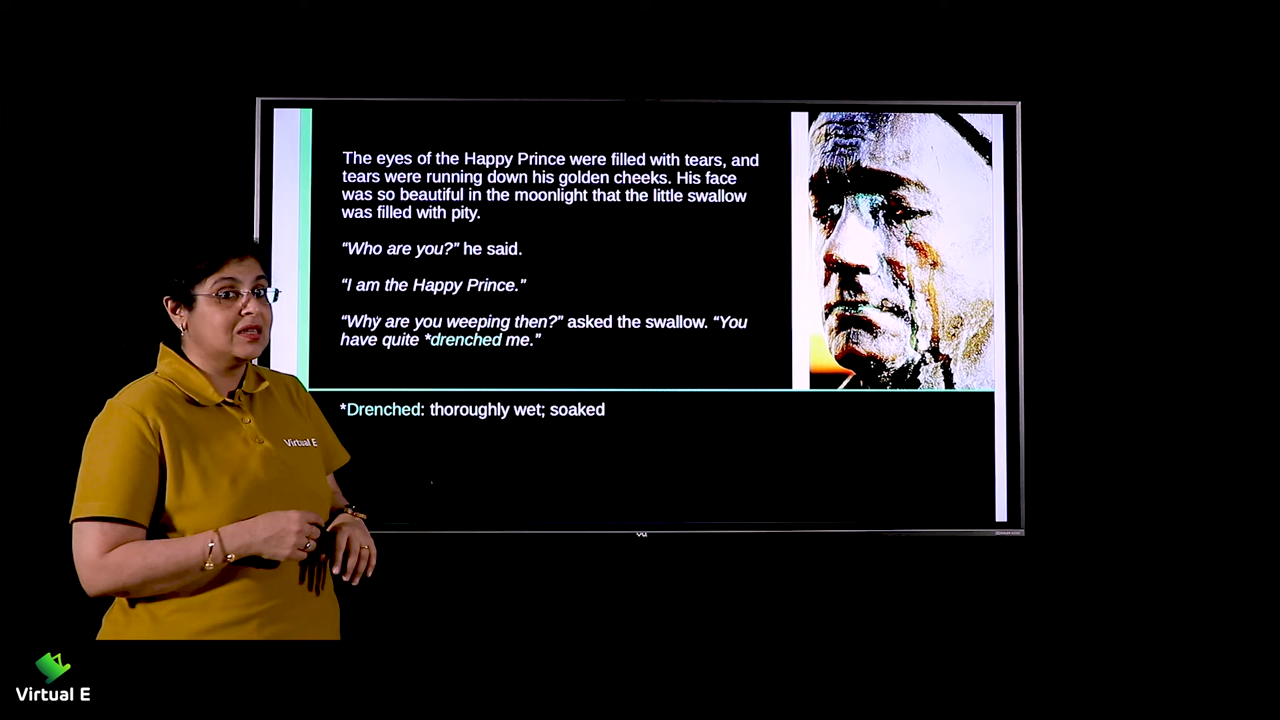 The eyes of the Happy Prince were filled with tears, and
tears were running down his golden cheeks. His face
was so beautiful in the moonlight that the little swallow
was filled with pity.
“Who are you?” he said.
“I am the Happy Prince.”
“Why are you weeping then?” asked the swallow. “You
have quite *drenched me.”
*Drenched: thoroughly wet; soaked
Virtual E
Virtual E